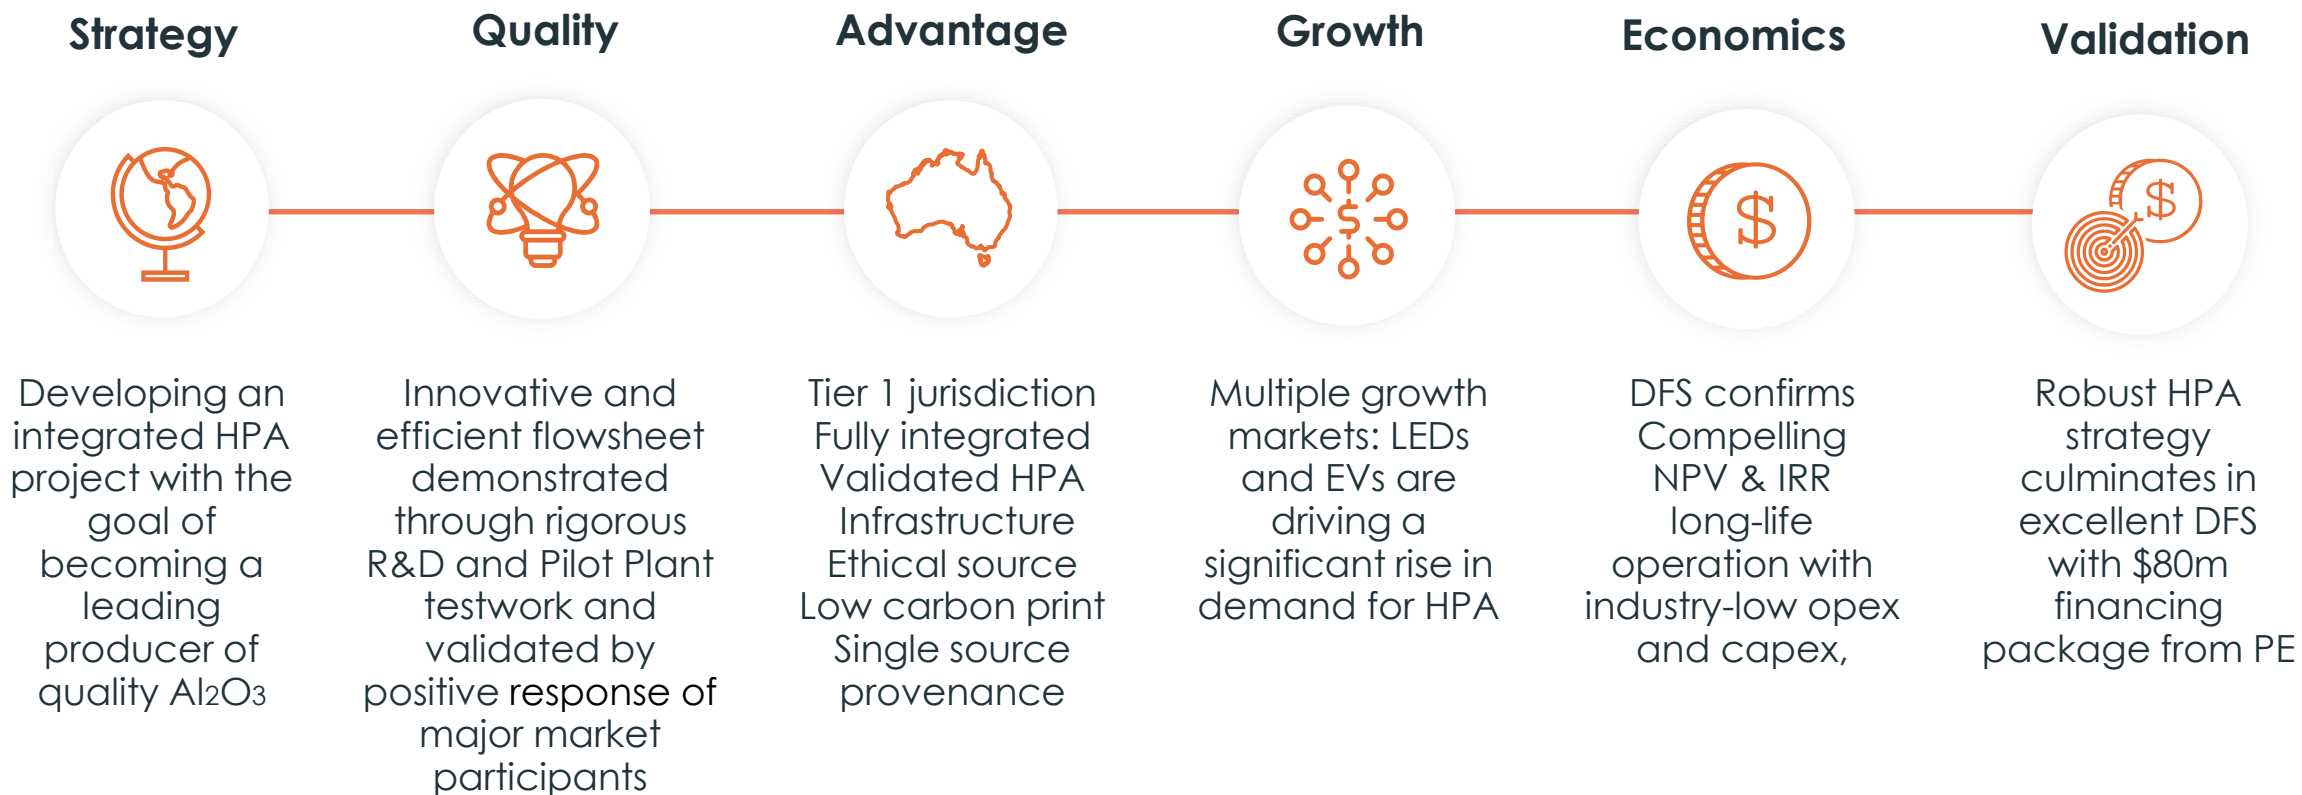 Strategy
Developing an
integrated HPA
project with the
goal of
becoming a
leading
producer of
quality Al2O3
Quality
Innovative and
efficient flowsheet
demonstrated
through rigorous
R&D and Pilot Plant
testwork and
validated by
positive response of
major market
participants
Advantage
Tier 1 jurisdiction
Fully integrated
Validated HPA
Infrastructure
Ethical source
Low carbon print
Single source
provenance
Growth
$
Multiple growth
markets: LEDs
and EVs are
driving a
significant rise in
demand for HPA
Economics
$
DFS confirms
Compelling
NPV & IRR
long-life
operation with
industry-low opex
and capex,
Validation
$
Robust HPA
strategy
culminates in
excellent DFS
with $80m
financing
package from PE